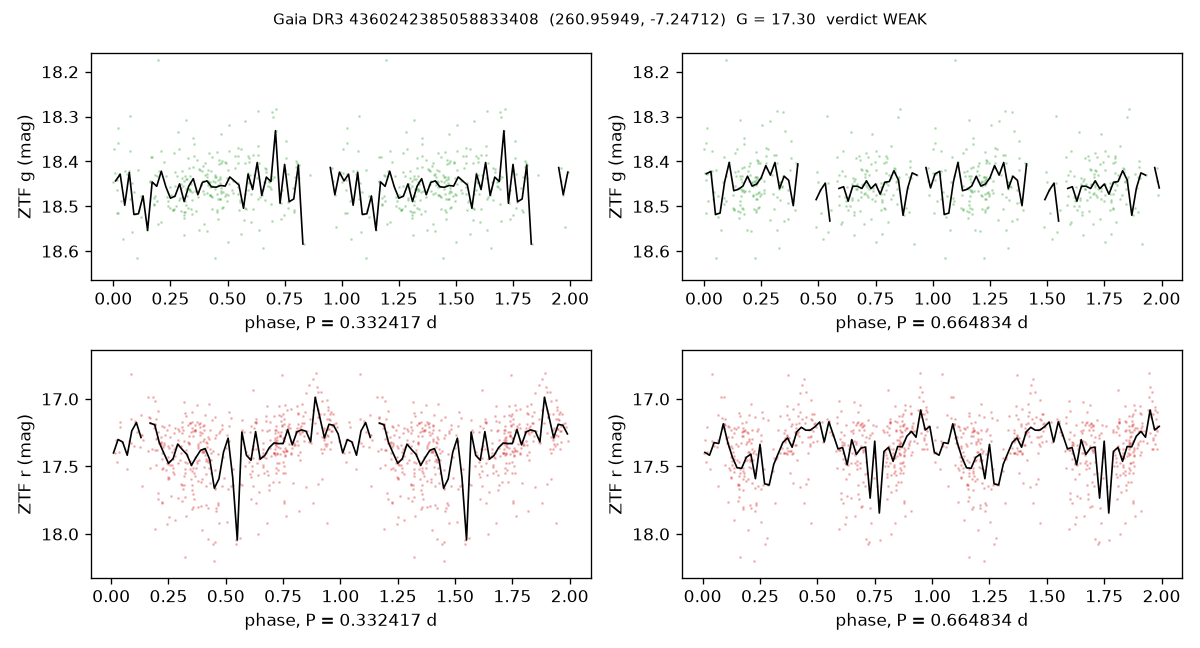 Gaia DR3 4360242385058833408 (260.95949, -7.24712) G = 17.30 verdict WEAK
ZTF g (mag)
18.2
18.3
18.4
18.5
18.6
0.00 0.25 0.50 0.75 1.00 1.25 1.50 1.75 2.00
phase, P = 0.332417 d
ZTF g (mag)
18.2
18.3
18.4
18.5
18.6
0.00 0.25 0.50 0.75 1.00 1.25 1.50 1.75 2.00
phase, P = 0.664834 d
ZTF r (mag)
17.0
17.5
18.0
0.00 0.25 0.50 0.75 1.00 1.25 1.50 1.75 2.00
phase, P = 0.332417 d
ZTF r (mag)
17.0
17.5
18.0
0.00 0.25 0.50 0.75 1.00 1.25 1.50 1.75 2.00
phase, P = 0.664834 d